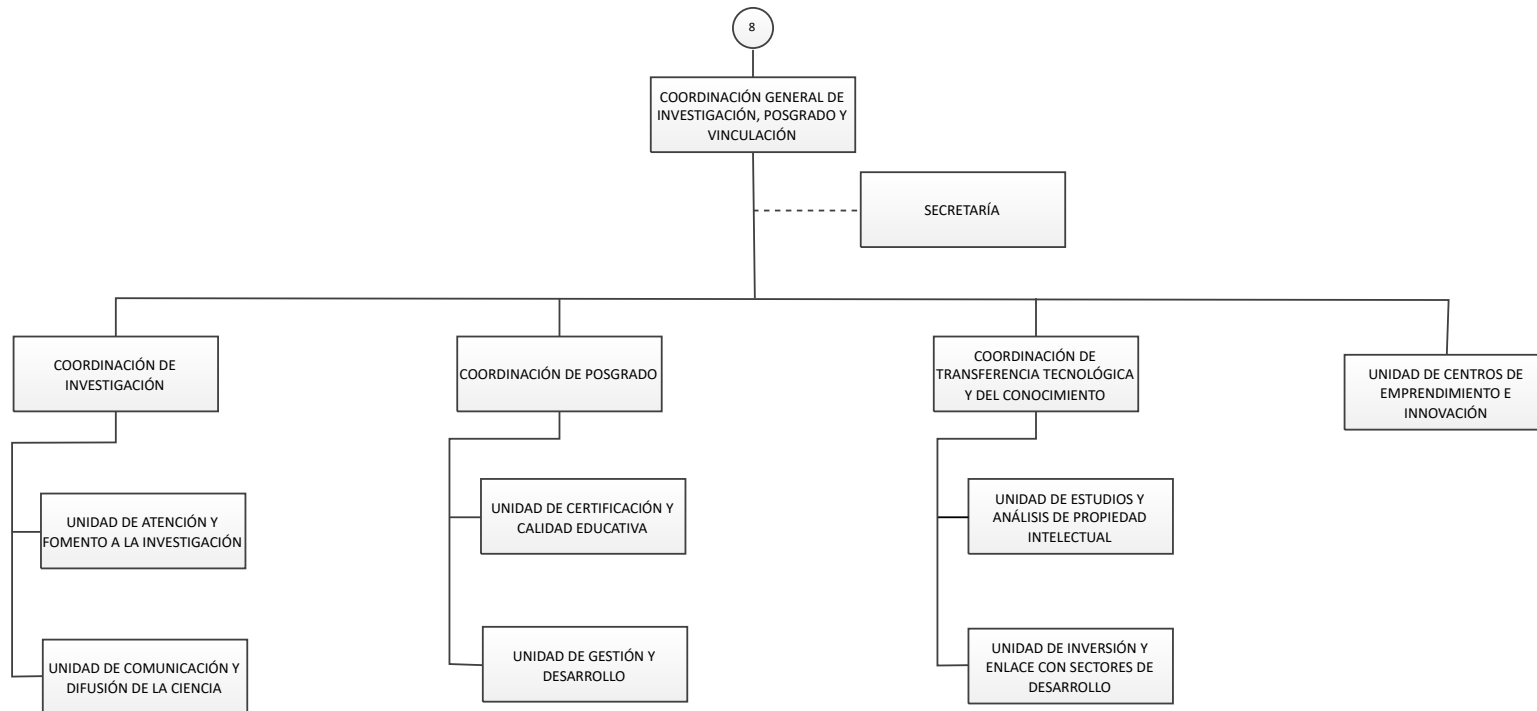 8
COORDINACIÓN GENERAL DE
INVESTIGACIÓN, POSGRADO Y
VINCULACIÓN
SECRETARÍA
COORDINACIÓN DE
INVESTIGACIÓN
COORDINACIÓN DE POSGRADO
COORDINACIÓN DE
TRANSFERENCIA TECNOLÓGICA
Y DEL CONOCIMIENTO
UNIDAD DE CENTROS DE
EMPRENDIMIENTO E
INNOVACIÓN
UNIDAD DE ATENCIÓN Y
FOMENTO A LA INVESTIGACIÓN
UNIDAD DE CERTIFICACIÓN Y
CALIDAD EDUCATIVA
UNIDAD DE ESTUDIOS Y
ANÁLISIS DE PROPIEDAD
INTELECTUAL
UNIDAD DE COMUNICACIÓN Y
DIFUSIÓN DE LA CIENCIA
UNIDAD DE GESTIÓN Y
DESARROLLO
UNIDAD DE INVERSIÓN Y
ENLACE CON SECTORES DE
DESARROLLO